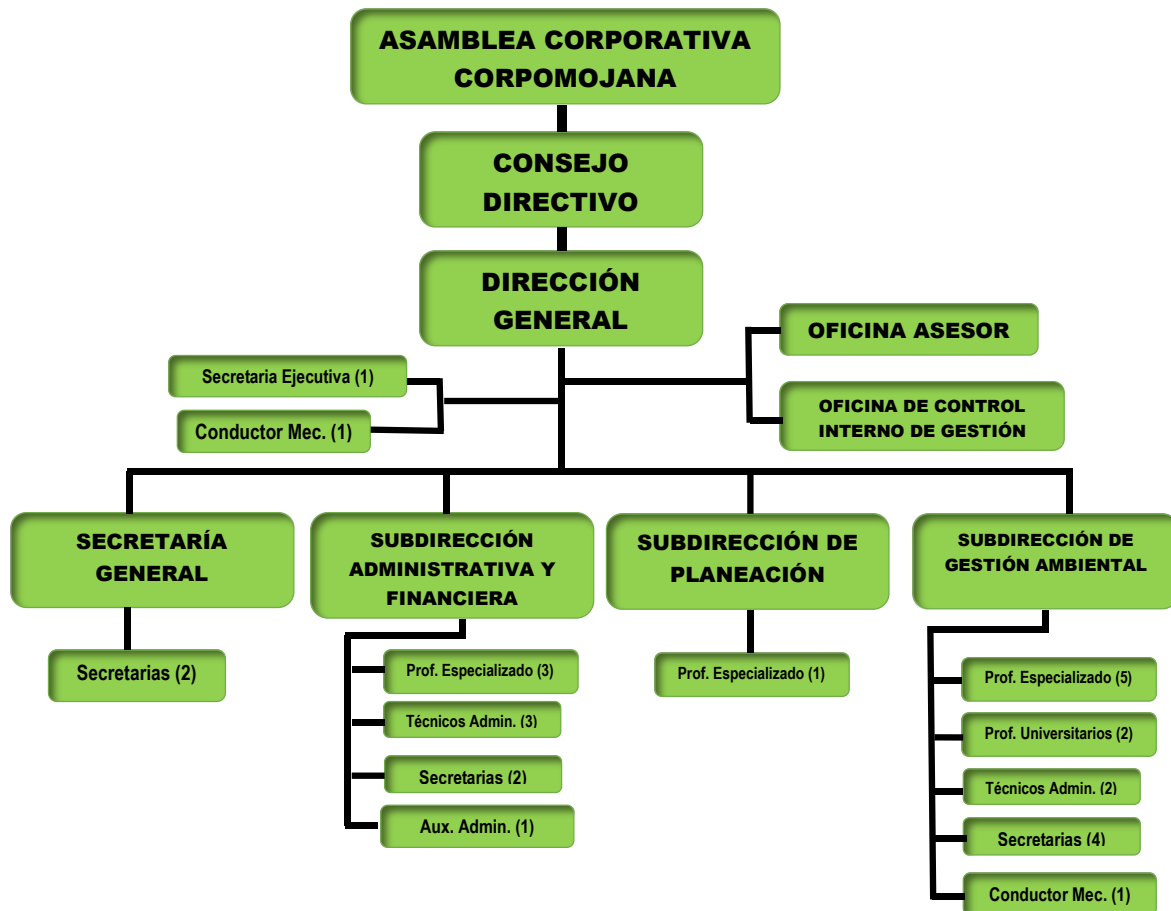 ASAMBLEA CORPORATIVA
CORPOMOJANA
CONSEJO
DIRECTIVO
DIRECCIÓN
GENERAL
OFICINA ASESOR
Secretaria Ejecutiva (1)
Conductor Mec. (1)
OFICINA DE CONTROL
INTERNO DE GESTIÓN
SECRETARÍA
GENERAL
Secretarias (2)
SUBDIRECCIÓN
ADMINISTRATIVA Y
FINANCIERA
Prof. Especializado (3)
Técnicos Admin. (3)
Secretarias (2)
Aux. Admin. (1)
SUBDIRECCIÓN DE
PLANEACIÓN
Prof. Especializado (1)
SUBDIRECCIÓN DE
GESTIÓN AMBIENTAL
Prof. Especializado (5)
Prof. Universitarios (2)
Técnicos Admin. (2)
Secretarias (4)
Conductor Mec. (1)